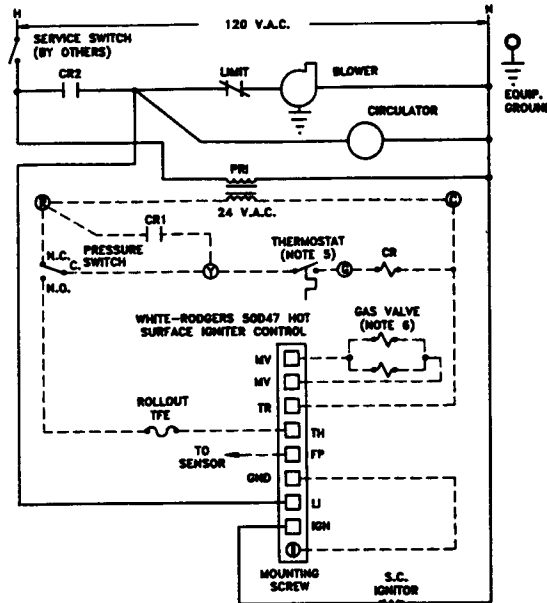 H
120 V.A.C.
N
SERVICE SWITCH
(BY OTHERS)
CR2
LIMIT
BLOWER
EQUIP.
GROUND
CIRCULATOR
PRI
24 V.A.C.
R
C
CR1
N.C.
C.
PRESSURE
SWITCH
N.O.
Y
THERMOSTAT
(NOTE 5)
G
CR
WHITE-RODGERS 50D47 HOT
SURFACE IGNITER CONTROL
GAS VALVE
(NOTE 6)
MV
MV
TR
ROLLOUT
TFE
TH
TO
SENSOR
FP
GND
LI
IGN
MOUNTING
SCREW
S.C.
IGNITOR